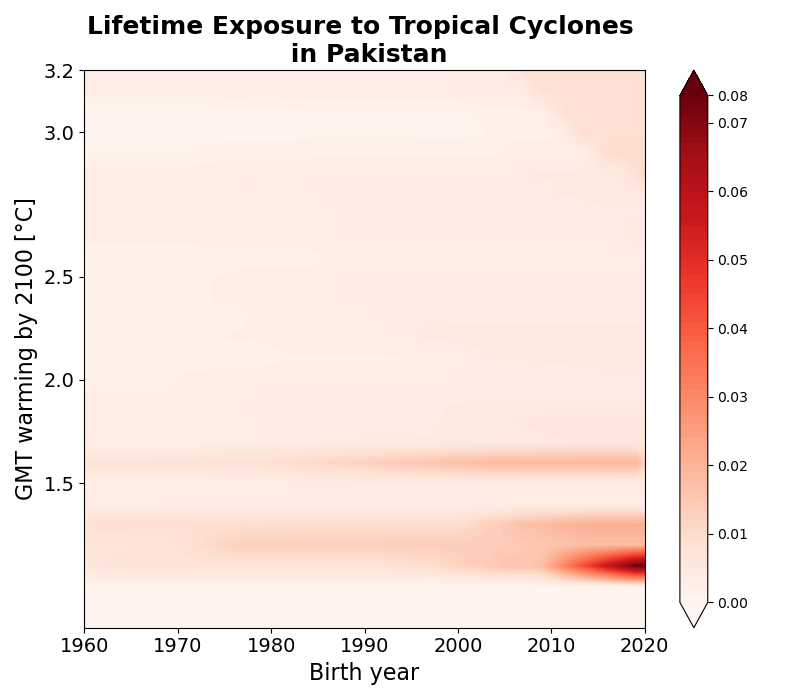 Lifetime Exposure to Tropical Cyclones
in Pakistan
GMT warming by 2100 [°C]
3.2
3.0
2.5
2.0
1.5
1960 1970 1980 1990 2000 2010 2020
Birth year
0.08
0.07
0.06
0.05
0.04
0.03
0.02
0.01
0.00